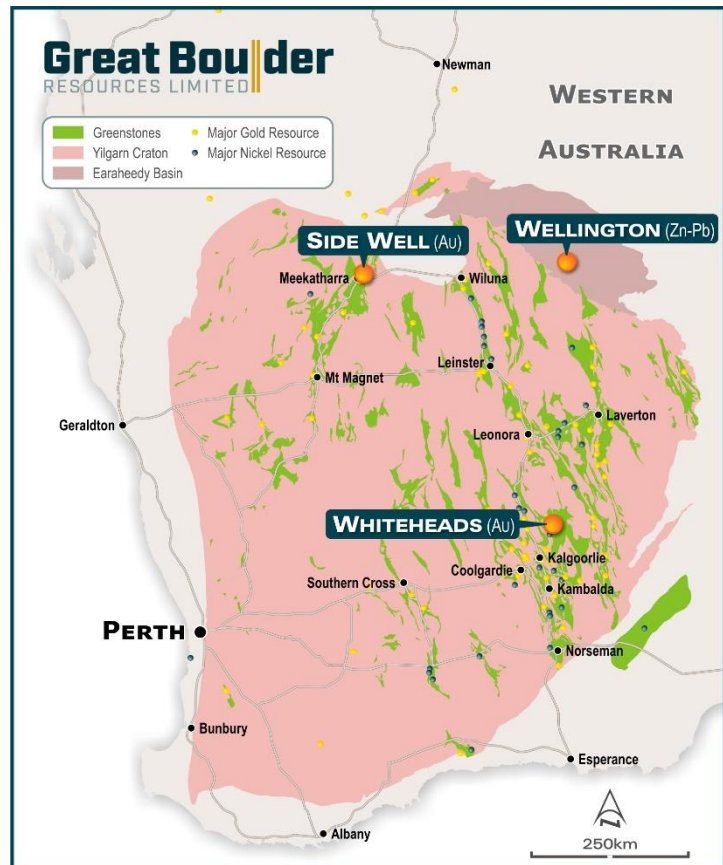 Great Boulder
RESOURCES LIMITED
Greenstones
Yilgarn Craton
Earaheedy Basin
Major Gold Resource
Major Nickel Resource
Newman
WESTERN
AUSTRALIA
SIDE WELL (Au)
WELLINGTON (Zn-Pb)
Meekatharra
Wiluna
Leinster
Mt Magnet
Geraldton
Laverton
Leonora
WHITEHEADS (Au)
Kalgoorlie
Coolgardie
Southern Cross
Kambalda
PERTH
Norseman
Bunbury
Esperance
Albany
N
250km